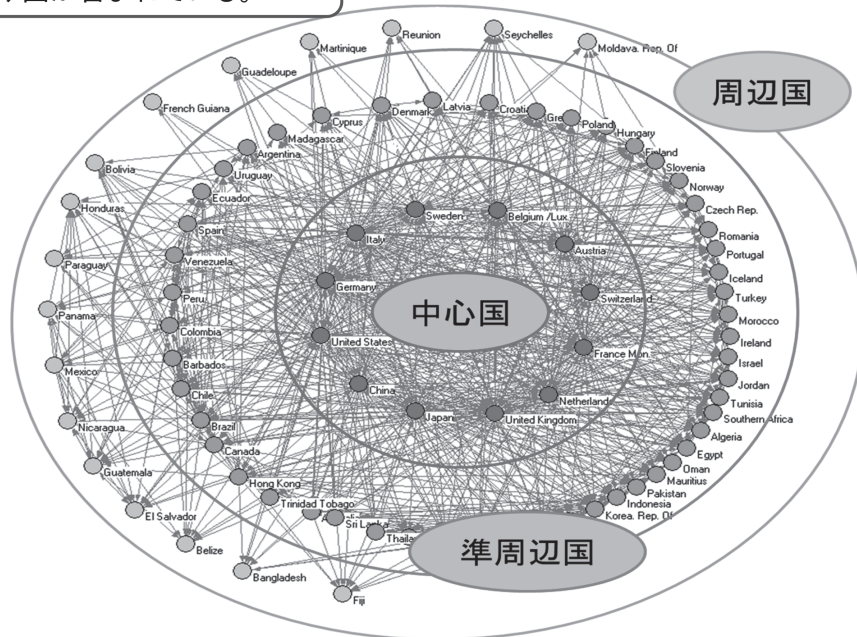 Reunion
Seychelles
Martinique
Moldava. Rep. Of
Guadeloupe
周辺国
French Guiana
Denmark
Latvia
Croatia
Cyprus
Poland
Hungary
Madagascar
Finland
Argentina
Slovenia
Bolivia
Uruguay
Norway
Ecuador
Czech Rep.
Honduras
Sweden
Belgium /Lux.
Spain
Romania
Italy
Austria
Portugal
Paraguay
Venezuela
Iceland
Germany
Peru
Switzerland
Turkey
中心国
Panama
Morocco
Colombia
United States
Ireland
France Mon.
Barbados
Israel
Mexico
China
Jordan
Chile
Netherland
Tunisia
Japan
United Kingdom
Southern Africa
Nicaragua
Brazil
Algeria
Canada
Egypt
Guatemala
Oman
Hong Kong
Mauritius
Trinidad Tobago
Pakistan
Indonesia
El Salvador
Sri Lanka
Korea. Rep. Of
準周辺国
Belize
Bangladesh
Fiji